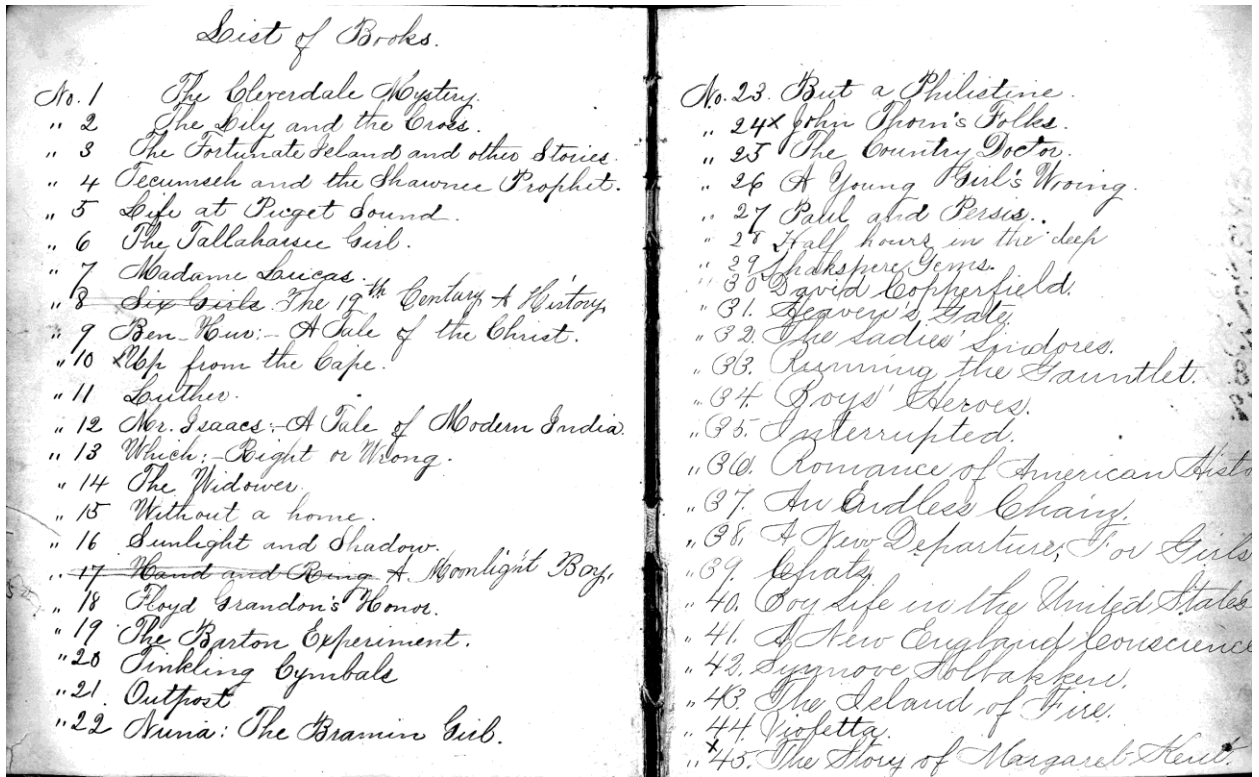 List of Books.
No. 1 The Cleverdale Mystery.
" 2 The Lily and the Cross.
" 3 The Fortunate Island and other Stories.
" 4 Tecumseh and the Shawnee Prophet.
" 5 Life at Puget Sound.
" 6 The Tallahassee Girl.
" 7 Madame Lucas.
" 8 Six Girls. The 19th Century A History
" 9 Ben-Hur:- A Tale of the Christ.
" 10 x Up from the Cape.
" 11 Luther.
" 12 Mr. Isaacs:- A Tale of Modern India.
" 13 Which:- Right or Wrong.
" 14 The Widower.
" 15 Without a home.
" 16 Sunlight and Shadow.
" 17 Hand and Ring A Moonlight Boy.
" 18 Floyd Grandon's Honor.
" 19 The Barton Experiment.
" 20 Tinkling Cymbals
" 21. Outpost
" 22 Nuna: The Bramin Girl.
No. 23. But a Philistine.
" 24x John Thorn's Folks.
" 25 The Country Doctor.
" 26 A Young Girl's Wroing.
" 27 Paul and Persis..
" 28 Half hours in the deep
" 29 Shakspere Gems.
" 30 David Copperfield.
" 31. Heaven's Gate.
" 32. The Ladies' Lindores.
" 33. Running the Gauntlet.
" 34. Boys' Heroes.
" 35. Interrupted.
" 36. Romance of American Histo
" 37. An Endless Chain.
" 38. A New Departure, For Girls
" 39. Chats
" 40. Boy Life in the United States
" 41. A New England Conscience
" 42. Synnove Solbakken.
" 43. The Island of Fire.
" 44. Violetta.
x 45. The Story of Margaret Kent.